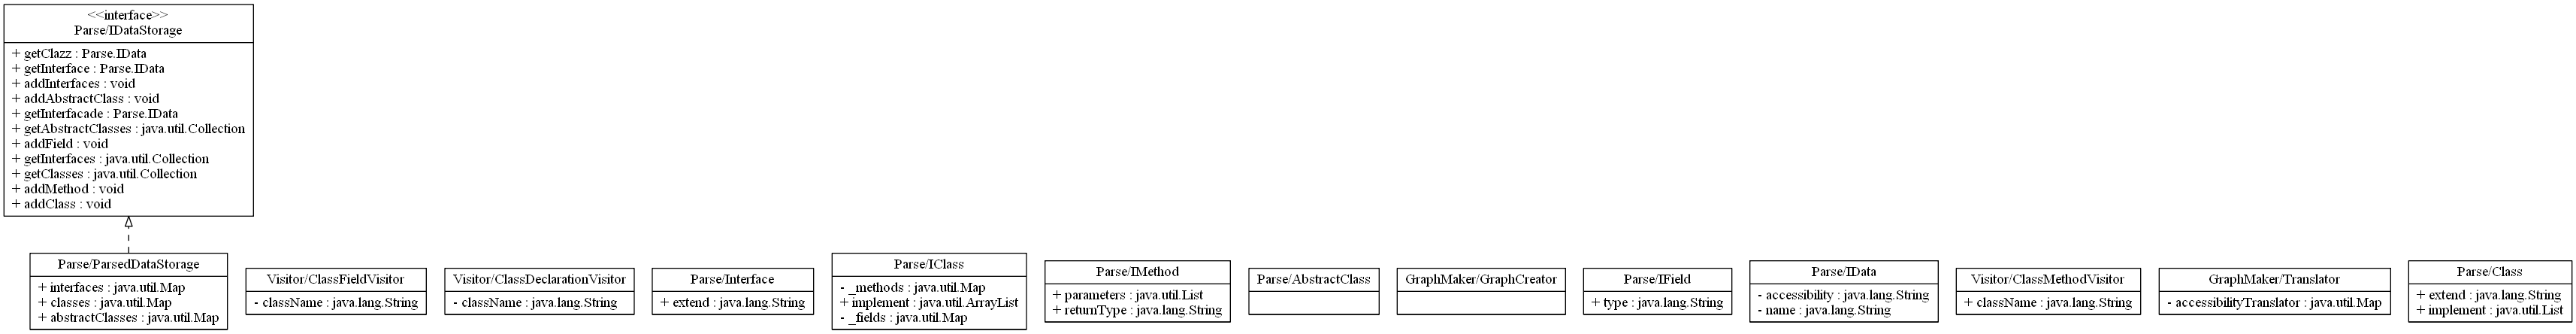 <<interface>>
Parse/IDataStorage
+ getClazz : Parse.IData
+ getInterface : Parse.IData
+ addInterfaces : void
+ addAbstractClass : void
+ getInterfacade : Parse.IData
+ getAbstractClasses : java.util.Collection
+ addField : void
+ getInterfaces : java.util.Collection
+ getClasses : java.util.Collection
+ addMethod : void
+ addClass : void
Parse/ParsedDataStorage
+ interfaces : java.util.Map
+ classes : java.util.Map
+ abstractClasses : java.util.Map
Visitor/ClassFieldVisitor
- className : java.lang.String
Visitor/ClassDeclarationVisitor
- className : java.lang.String
Parse/Interface
+ extend : java.lang.String
Parse/IClass
- _methods : java.util.Map
+ implement : java.util.ArrayList
- _fields : java.util.Map
Parse/IMethod
+ parameters : java.util.List
+ returnType : java.lang.String
Parse/AbstractClass
GraphMaker/GraphCreator
Parse/IField
+ type : java.lang.String
Parse/IData
- accessibility : java.lang.String
- name : java.lang.String
Visitor/ClassMethodVisitor
+ className : java.lang.String
GraphMaker/Translator
- accessibilityTranslator : java.util.Map
Parse/Class
+ extend : java.lang.String
+ implement : java.util.List